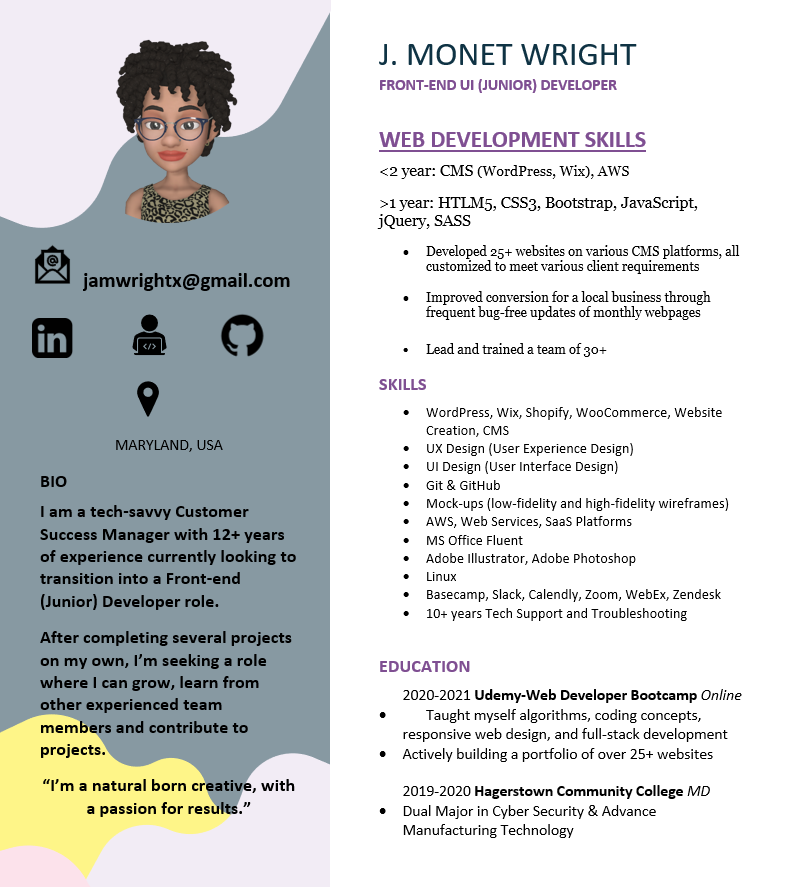 jamwrightx@gmail.com
MARYLAND, USA
BIO
I am a tech-savvy Customer
Success Manager with 12+ years
of experience currently looking to
transition into a Front-end
(Junior) Developer role.
After completing several projects
on my own, I’m seeking a role
where I can grow, learn from
other experienced team
members and contribute to
projects.
“I’m a natural born creative, with
a passion for results.”
J. MONET WRIGHT
FRONT-END UI (JUNIOR) DEVELOPER
WEB DEVELOPMENT SKILLS
<2 year: CMS (WordPress, Wix), AWS
>1 year: HTLM5, CSS3, Bootstrap, JavaScript,
jQuery, SASS
• Developed 25+ websites on various CMS platforms, all
customized to meet various client requirements
• Improved conversion for a local business through
frequent bug-free updates of monthly webpages
• Lead and trained a team of 30+
SKILLS
• WordPress, Wix, Shopify, WooCommerce, Website
Creation, CMS
• UX Design (User Experience Design)
• UI Design (User Interface Design)
• Git & GitHub
• Mock-ups (low-fidelity and high-fidelity wireframes)
• AWS, Web Services, SaaS Platforms
• MS Office Fluent
• Adobe Illustrator, Adobe Photoshop
• Linux
• Basecamp, Slack, Calendly, Zoom, WebEx, Zendesk
• 10+ years Tech Support and Troubleshooting
EDUCATION
2020-2021 Udemy-Web Developer Bootcamp Online
• Taught myself algorithms, coding concepts,
responsive web design, and full-stack development
• Actively building a portfolio of over 25+ websites
2019-2020 Hagerstown Community College MD
• Dual Major in Cyber Security & Advance
Manufacturing Technology